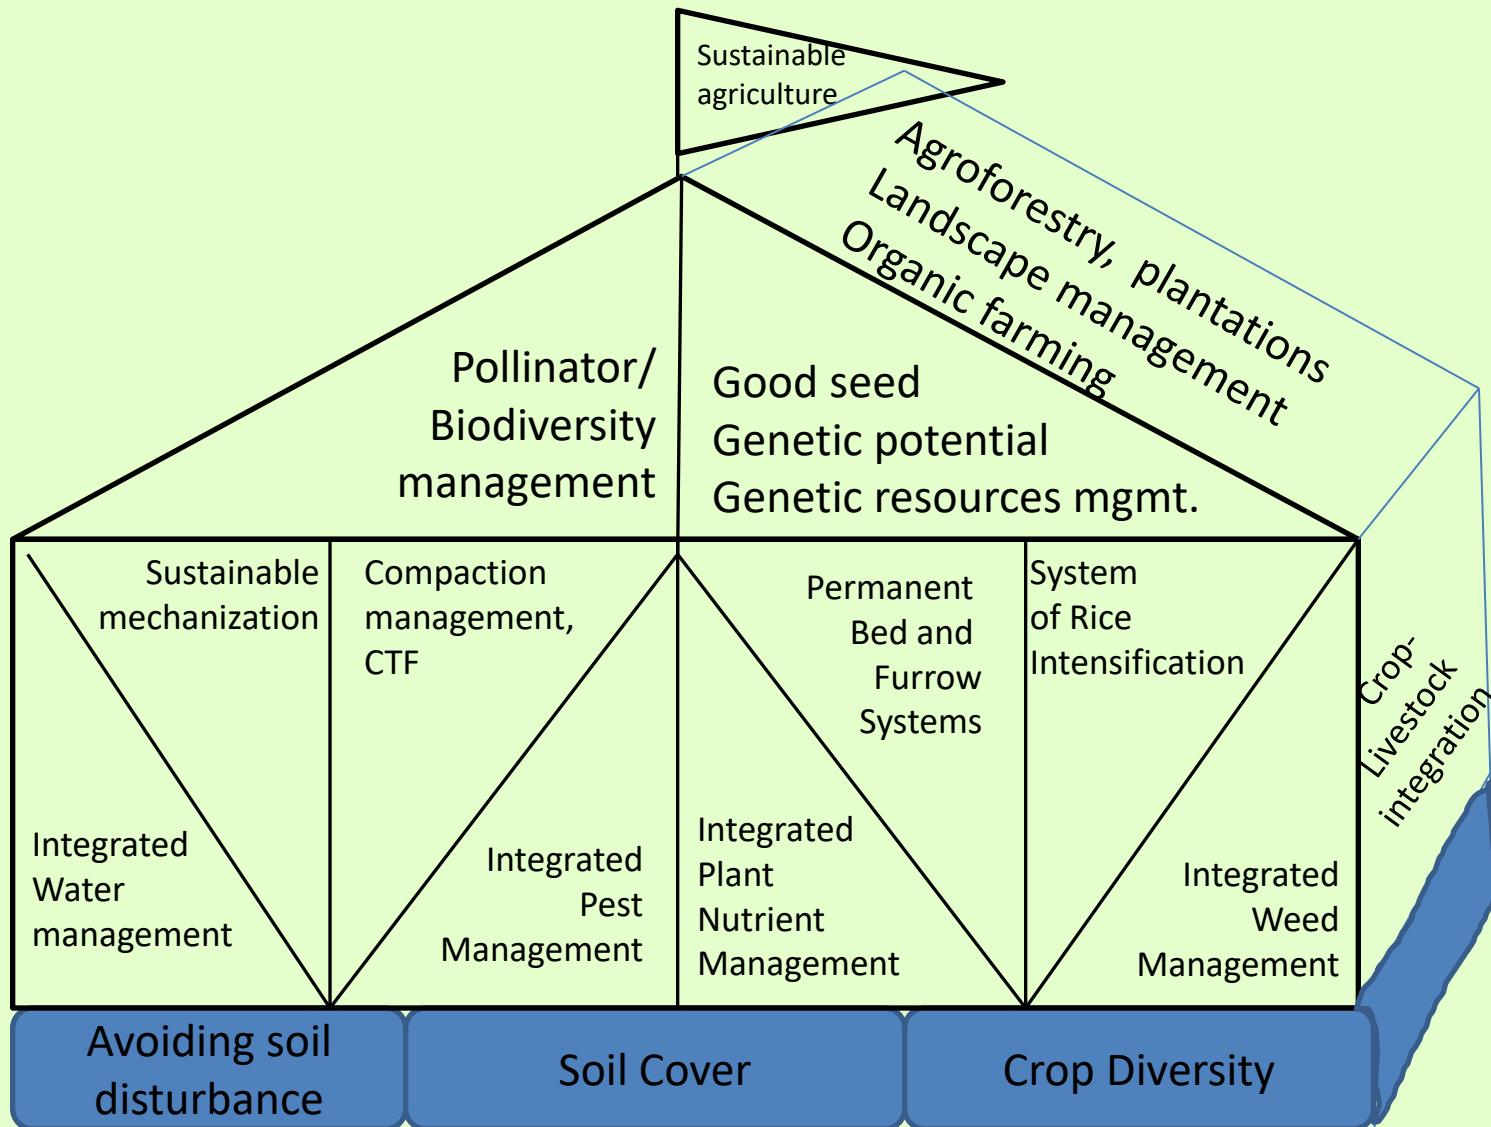 Sustainable
agriculture
Agroforestry, plantations
Landscape management
Organic farming
Pollinator/
Biodiversity
management
Good seed
Genetic potential
Genetic resources mgmt.
Sustainable
mechanization
Compaction
management,
CTF
Permanent
Bed and
Furrow
Systems
System
of Rice
Intensification
Crop-
Livestock
integration
Integrated
Water
management
Integrated
Pest
Management
Integrated
Plant
Nutrient
Management
Integrated
Weed
Management
Avoiding soil
disturbance
Soil Cover
Crop Diversity